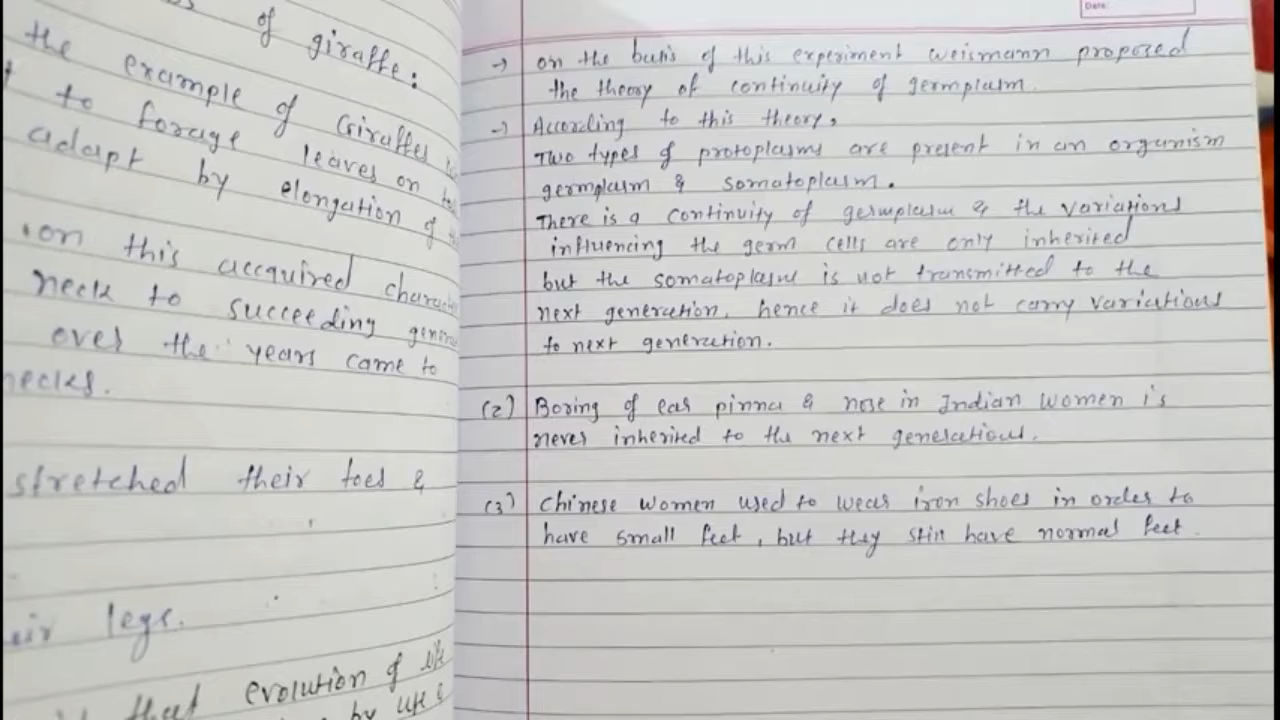 of giraffe:
the example of Giraffes
to forage leaves on
adapt by elongation of
on this accquired
neck to succeeding
over the years came to
necks.
stretched their toes &
legs.
that evolution of
by
Date:
→ on the basis of this experiment weismann proposed
the theory of continuity of germplasm.
→ According to this theory,
Two types of protoplasms are present in an organism
germplasm & somatoplasm.
There is a continuity of germplasm & the variations
influencing the germ cells are only inherited
but the somatoplasm is not transmitted to the
next generation, hence it does not carry variations
to next generation.
(2) Boring of ear pinna & nose in Indian women is
never inherited to the next generations.
(3) Chinese women used to wear iron shoes in order to
have small feet, but they still have normal feet.